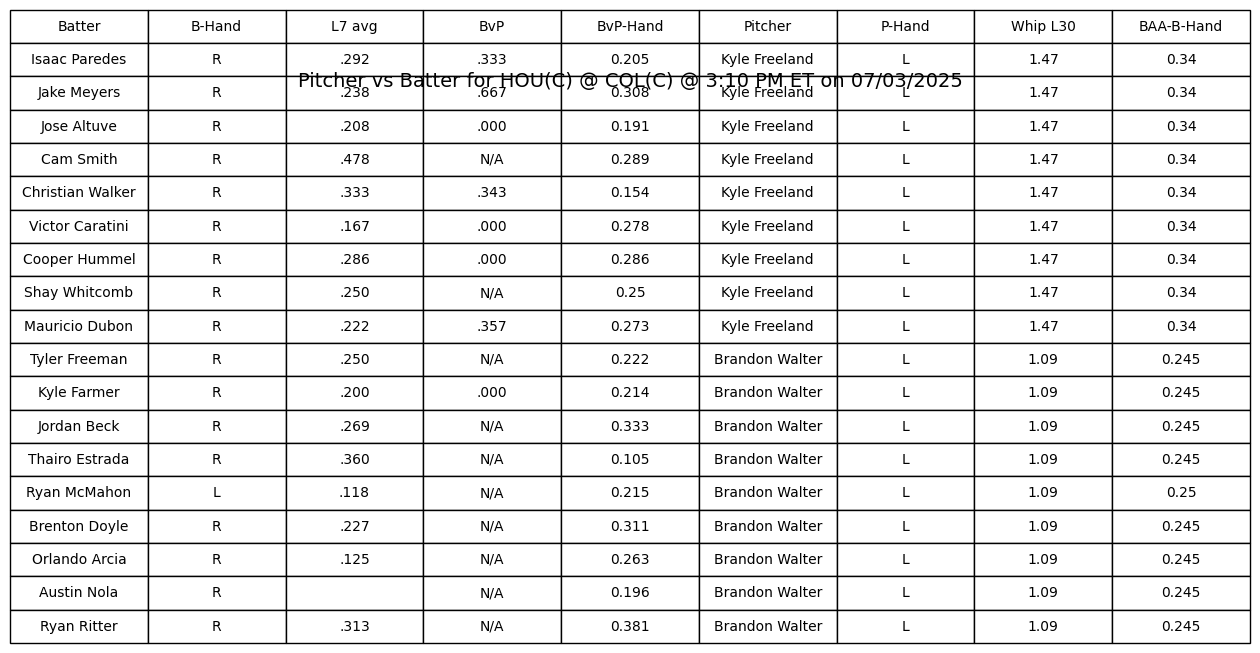 Batter B-Hand L7 avg BvP BvP-Hand Pitcher P-Hand Whip L30 BAA-B-Hand
Isaac Paredes R .292 .333 0.205 Kyle Freeland L 1.47 0.34
Pitcher vs Batter for HOU(C) @ COL(C) @ 3:10 PM ET on 07/03/2025
Jake Meyers R .238 .667 0.308 Kyle Freeland L 1.47 0.34
Jose Altuve R .208 .000 0.191 Kyle Freeland L 1.47 0.34
Cam Smith R .478 N/A 0.289 Kyle Freeland L 1.47 0.34
Christian Walker R .333 .343 0.154 Kyle Freeland L 1.47 0.34
Victor Caratini R .167 .000 0.278 Kyle Freeland L 1.47 0.34
Cooper Hummel R .286 .000 0.286 Kyle Freeland L 1.47 0.34
Shay Whitcomb R .250 N/A 0.25 Kyle Freeland L 1.47 0.34
Mauricio Dubon R .222 .357 0.273 Kyle Freeland L 1.47 0.34
Tyler Freeman R .250 N/A 0.222 Brandon Walter L 1.09 0.245
Kyle Farmer R .200 .000 0.214 Brandon Walter L 1.09 0.245
Jordan Beck R .269 N/A 0.333 Brandon Walter L 1.09 0.245
Thairo Estrada R .360 N/A 0.105 Brandon Walter L 1.09 0.245
Ryan McMahon L .118 N/A 0.215 Brandon Walter L 1.09 0.25
Brenton Doyle R .227 N/A 0.311 Brandon Walter L 1.09 0.245
Orlando Arcia R .125 N/A 0.263 Brandon Walter L 1.09 0.245
Austin Nola R N/A 0.196 Brandon Walter L 1.09 0.245
Ryan Ritter R .313 N/A 0.381 Brandon Walter L 1.09 0.245